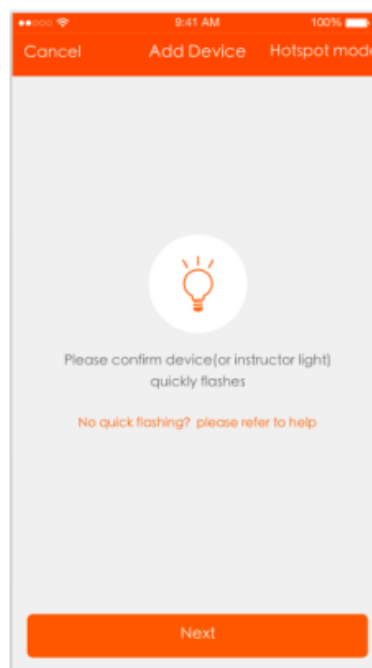 9:41 AM 100%
Cancel Add Device Hotspot mode
Please confirm device(or instructor light)
quickly flashes
No quick flashing? please refer to help
Next